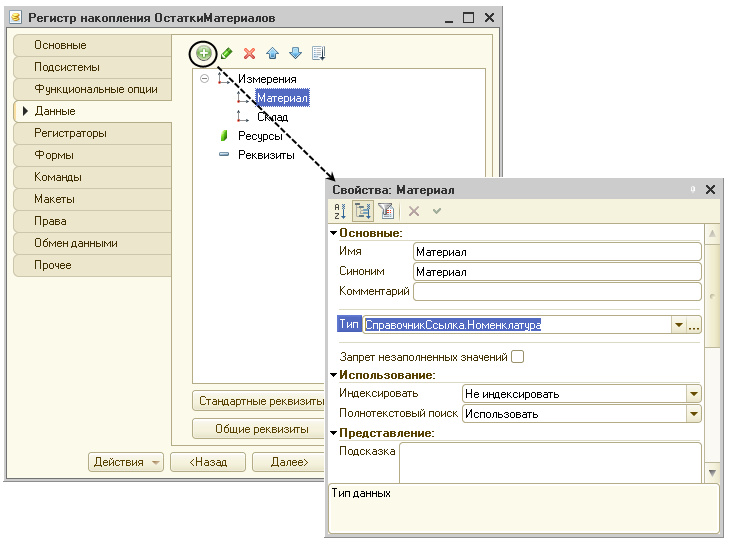 Регистр накопления ОстаткиМатериалов
Основные
Подсистемы
Функциональные опции
Данные
Регистраторы
Формы
Команды
Макеты
Права
Обмен данными
Прочее
Измерения
Материал
Склад
Ресурсы
Реквизиты
Стандартные реквизиты
Общие реквизиты
Действия
<Назад
Далее>
Свойства: Материал
Основные:
Имя
Материал
Синоним
Материал
Комментарий
Тип
СправочникСсылка.Номенклатура
...
Запрет незаполненных значений
Использование:
Индексировать
Не индексировать
Полнотекстовый поиск
Использовать
Представление:
Подсказка
Тип данных